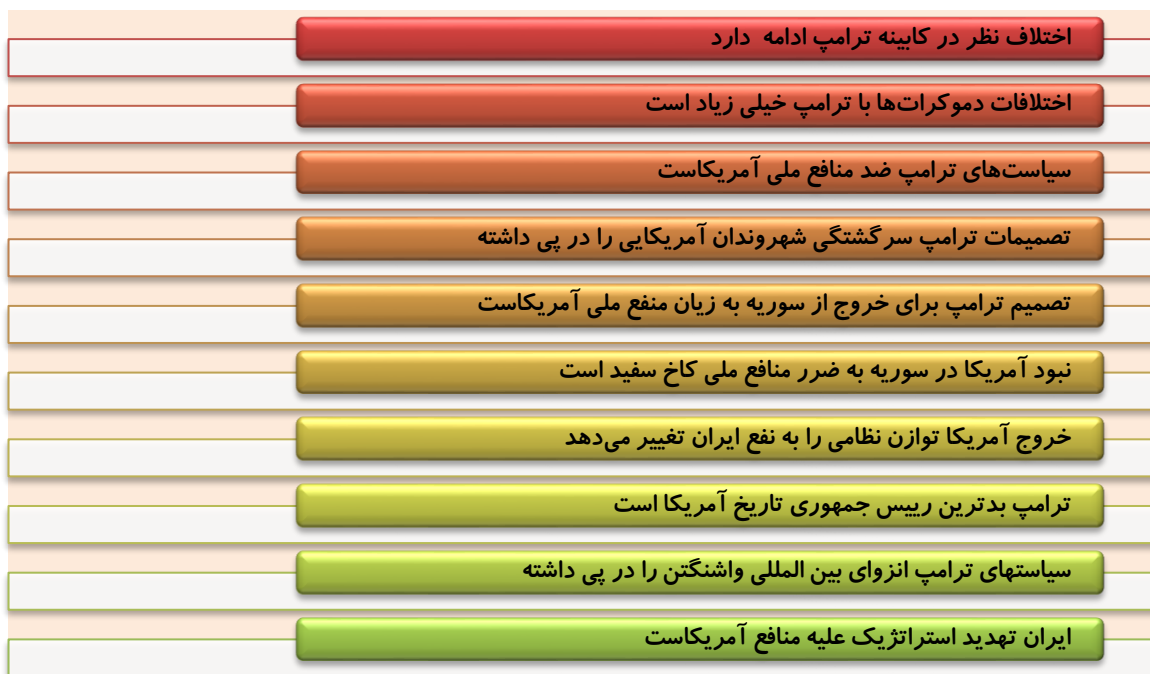 اختلاف نظر در کابینه ترامپ ادامه  دارد
اختلافات دموکرات‌ها با ترامپ خیلی زیاد است
سیاست‌های ترامپ ضد منافع ملی آمریکاست
تصمیمات ترامپ سرگشتگی شهروندان آمریکایی را در پی داشته
تصمیم ترامپ برای خروج از سوریه به زیان منفع ملی آمریکاست
نبود آمریکا در سوریه به ضرر منافع ملی کاخ سفید است
خروج آمریکا توازن نظامی را به نفع ایران تغییر می‌دهد
ترامپ بدترین رییس جمهوری تاریخ آمریکا است
سیاستهای ترامپ انزوای بین المللی واشنگتن را در پی داشته
ایران تهدید استراتژیک علیه منافع آمریکاست